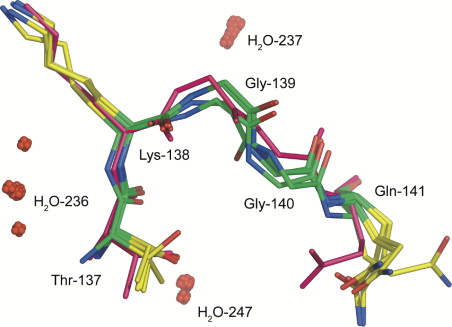 H₂O-237
Gly-139
Lys-138
Gln-141
H₂O-236
Gly-140
Thr-137
H₂O-247